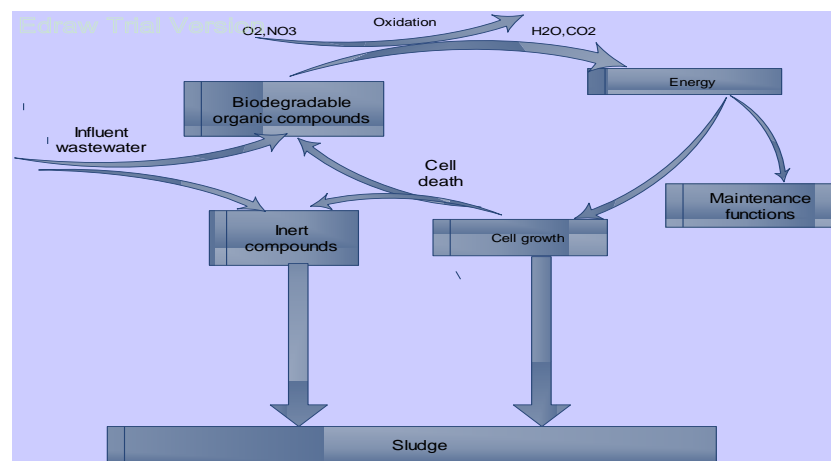 Edraw Trial Version
Oxidation
O2,NO3
H2O,CO2
Energy
Biodegradable
organic compounds
Influent
wastewater
Cell
death
Maintenance
functions
Inert
compounds
Cell growth
Sludge